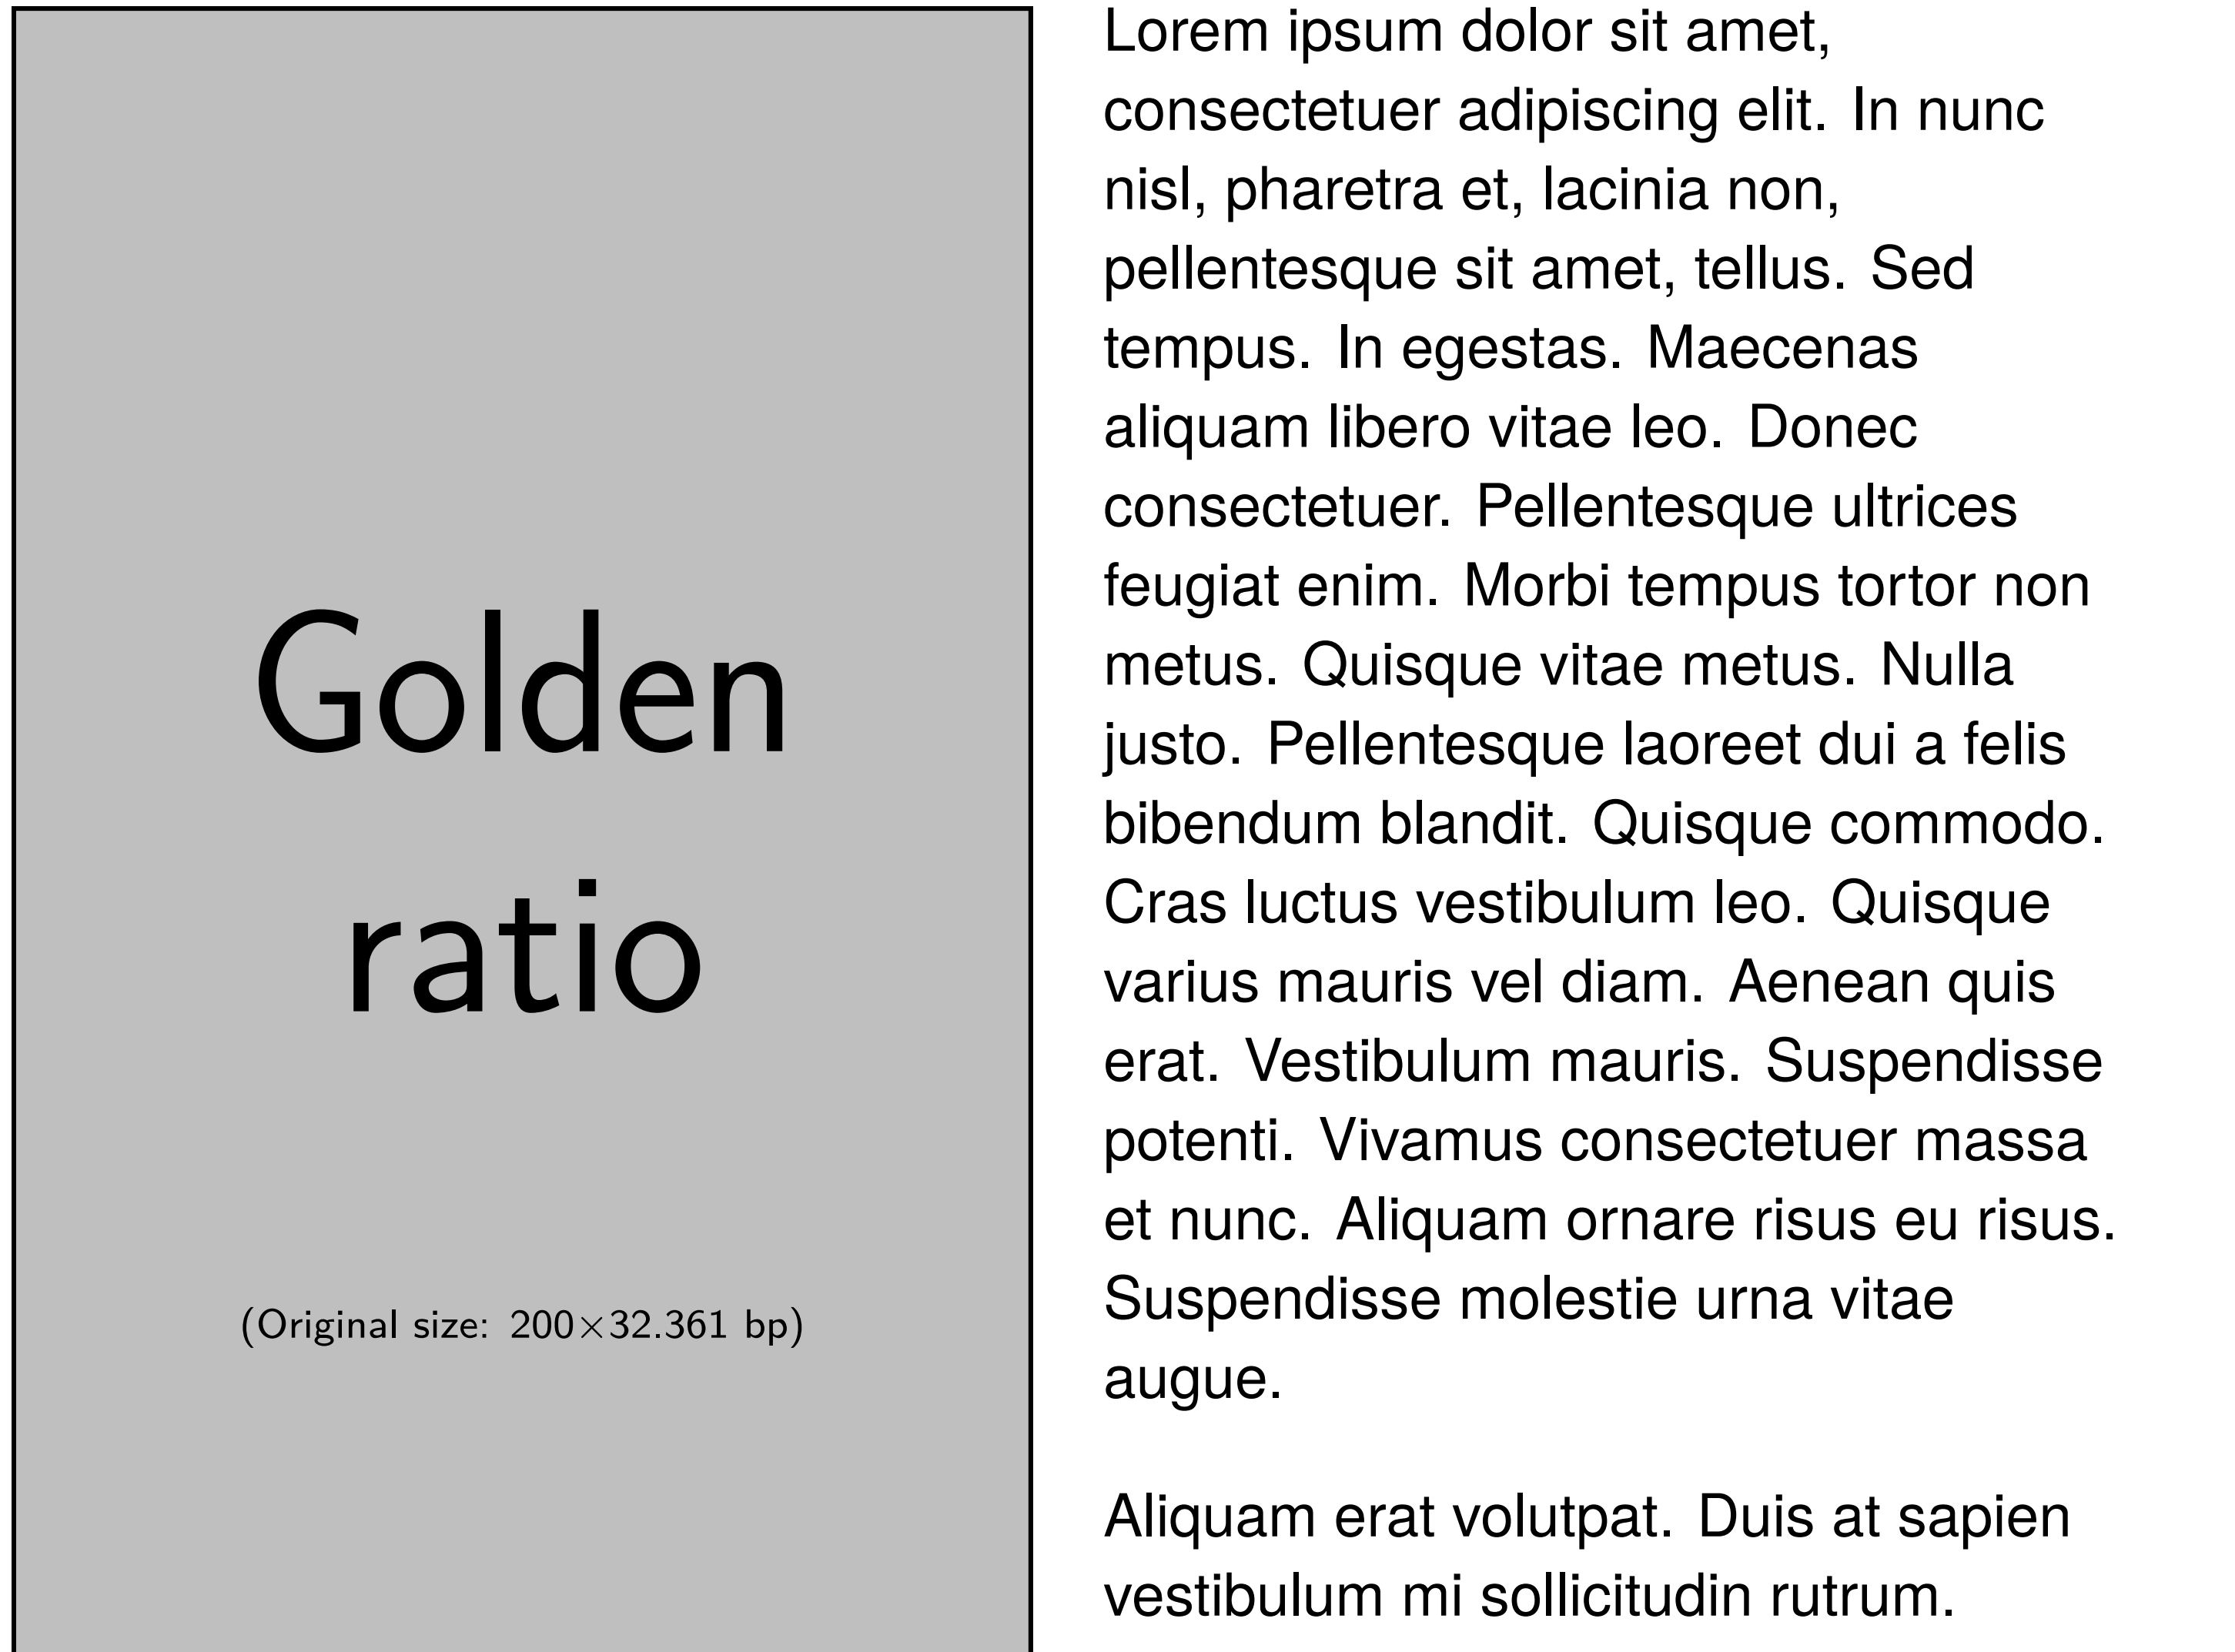 Golden
ratio
(Original size: 200×32.361 bp)
Lorem ipsum dolor sit amet,
consectetuer adipiscing elit. In nunc
nisl, pharetra et, lacinia non,
pellentesque sit amet, tellus. Sed
tempus. In egestas. Maecenas
aliquam libero vitae leo. Donec
consectetuer. Pellentesque ultrices
feugiat enim. Morbi tempus tortor non
metus. Quisque vitae metus. Nulla
justo. Pellentesque laoreet dui a felis
bibendum blandit. Quisque commodo.
Cras luctus vestibulum leo. Quisque
varius mauris vel diam. Aenean quis
erat. Vestibulum mauris. Suspendisse
potenti. Vivamus consectetuer massa
et nunc. Aliquam ornare risus eu risus.
Suspendisse molestie urna vitae
augue.
Aliquam erat volutpat. Duis at sapien
vestibulum mi sollicitudin rutrum.